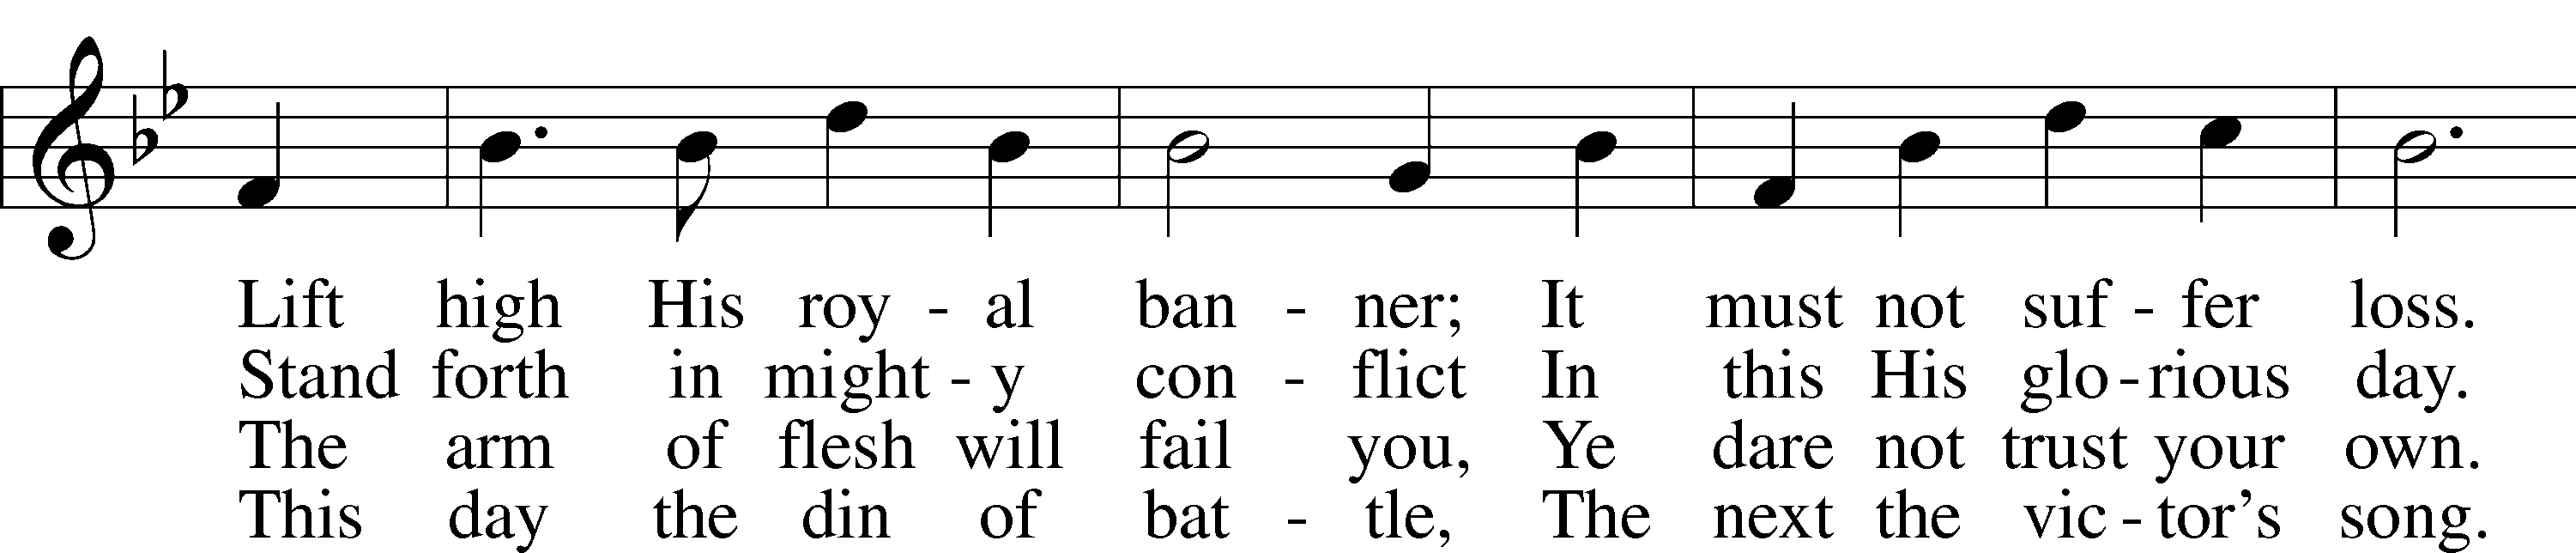 Lift high His roy - al ban - ner; It must not suf - fer loss.
Stand forth in might - y con - flict In this His glo - rious day.
The arm of flesh will fail you, Ye dare not trust your own.
This day the din of bat - tle, The next the vic - tor's song.